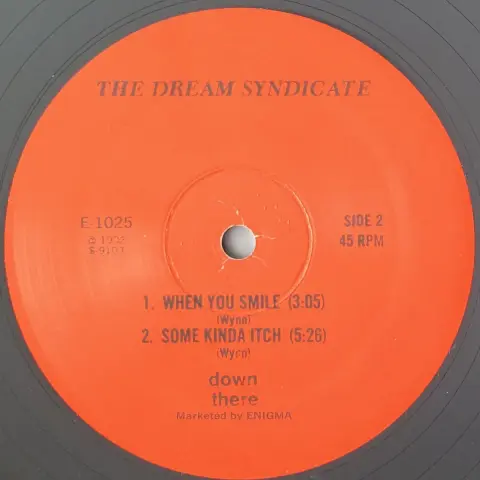 THE DREAM SYNDICATE
E-1025
SIDE 2
45 RPM
1. WHEN YOU SMILE (3:05)
(Wynn)
2. SOME KINDA ITCH (5:26)
(Wynn)
down
there
Marketed by ENIGMA